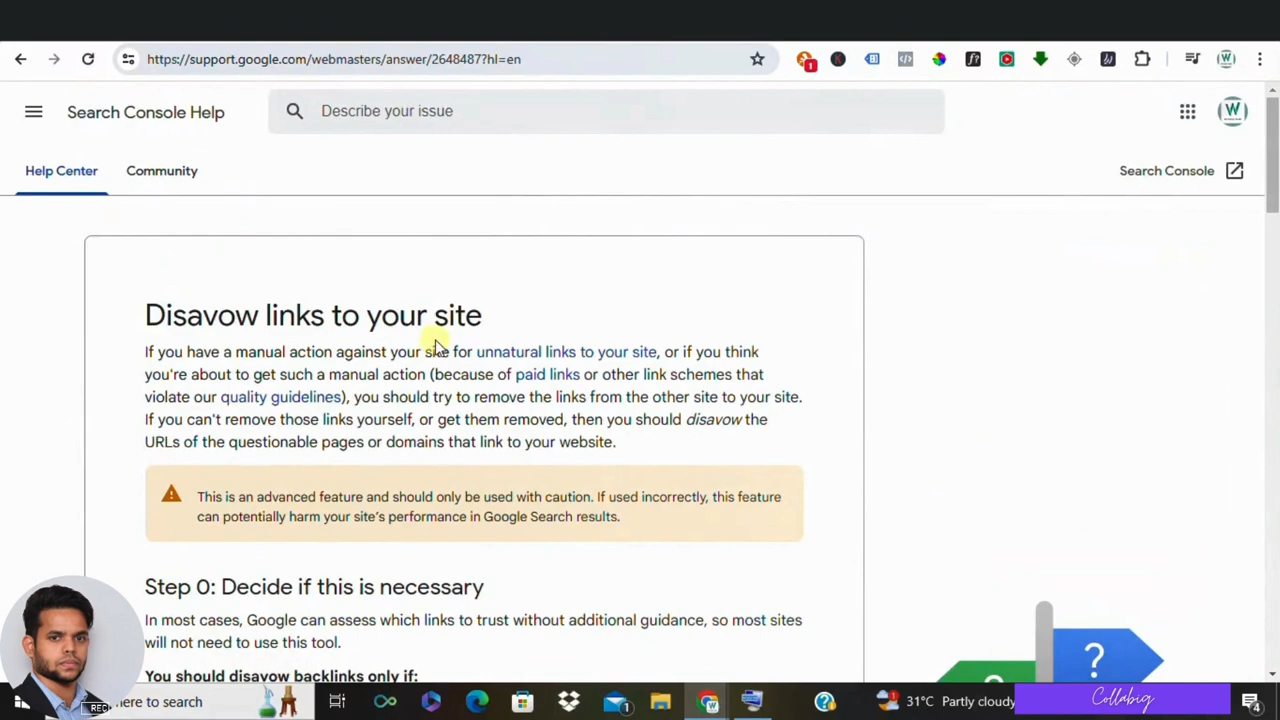 https://support.google.com/webmasters/answer/2648487?hl=en
1
Search Console Help
Describe your issue
W
Help Center
Community
Search Console
Disavow links to your site
If you have a manual action against your site for unnatural links to your site, or if you think
you're about to get such a manual action (because of paid links or other link schemes that
violate our quality guidelines), you should try to remove the links from the other site to your site.
If you can't remove those links yourself, or get them removed, then you should disavow the
URLs of the questionable pages or domains that link to your website.
This is an advanced feature and should only be used with caution. If used incorrectly, this feature
can potentially harm your site's performance in Google Search results.
Step 0: Decide if this is necessary
In most cases, Google can assess which links to trust without additional guidance, so most sites
will not need to use this tool.
You should disavow backlinks only if:
?
REC
here to search
1
31°C Partly cloudy
Collabig
4